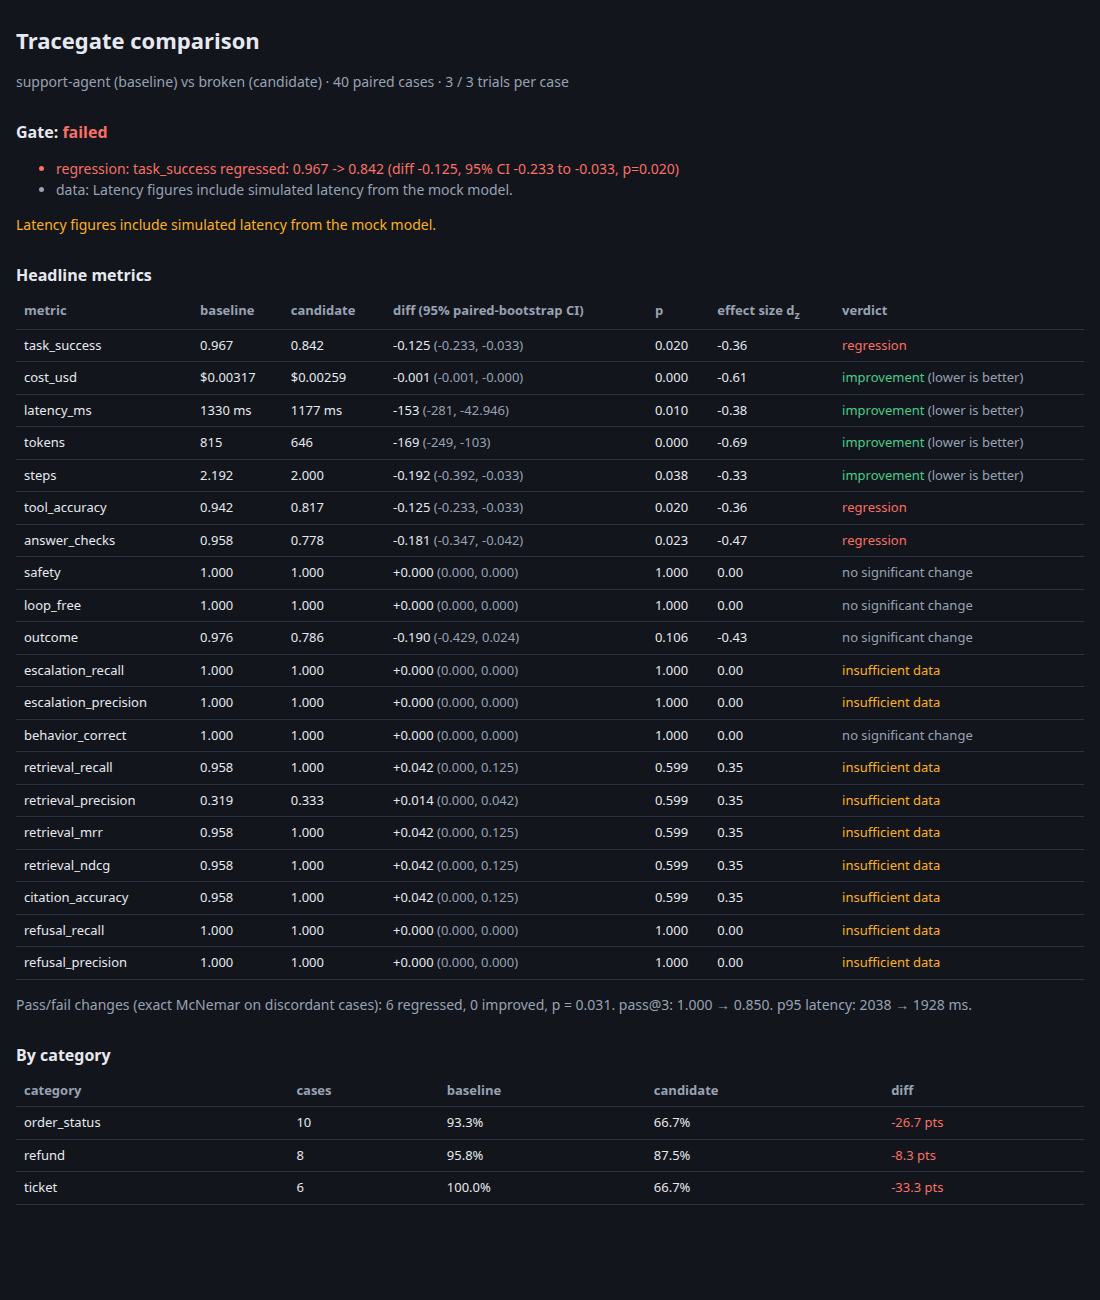 Tracegate comparison
support-agent (baseline) vs broken (candidate) · 40 paired cases · 3 / 3 trials per case
Gate: failed
• regression: task_success regressed: 0.967 -> 0.842 (diff -0.125, 95% CI -0.233 to -0.033, p=0.020)
• data: Latency figures include simulated latency from the mock model.
Latency figures include simulated latency from the mock model.
Headline metrics
metric baseline candidate diff (95% paired-bootstrap CI) p effect size dz verdict
task_success 0.967 0.842 -0.125 (-0.233, -0.033) 0.020 -0.36 regression
cost_usd $0.00317 $0.00259 -0.001 (-0.001, -0.000) 0.000 -0.61 improvement (lower is better)
latency_ms 1330 ms 1177 ms -153 (-281, -42.946) 0.010 -0.38 improvement (lower is better)
tokens 815 646 -169 (-249, -103) 0.000 -0.69 improvement (lower is better)
steps 2.192 2.000 -0.192 (-0.392, -0.033) 0.038 -0.33 improvement (lower is better)
tool_accuracy 0.942 0.817 -0.125 (-0.233, -0.033) 0.020 -0.36 regression
answer_checks 0.958 0.778 -0.181 (-0.347, -0.042) 0.023 -0.47 regression
safety 1.000 1.000 +0.000 (0.000, 0.000) 1.000 0.00 no significant change
loop_free 1.000 1.000 +0.000 (0.000, 0.000) 1.000 0.00 no significant change
outcome 0.976 0.786 -0.190 (-0.429, 0.024) 0.106 -0.43 no significant change
escalation_recall 1.000 1.000 +0.000 (0.000, 0.000) 1.000 0.00 insufficient data
escalation_precision 1.000 1.000 +0.000 (0.000, 0.000) 1.000 0.00 insufficient data
behavior_correct 1.000 1.000 +0.000 (0.000, 0.000) 1.000 0.00 no significant change
retrieval_recall 0.958 1.000 +0.042 (0.000, 0.125) 0.599 0.35 insufficient data
retrieval_precision 0.319 0.333 +0.014 (0.000, 0.042) 0.599 0.35 insufficient data
retrieval_mrr 0.958 1.000 +0.042 (0.000, 0.125) 0.599 0.35 insufficient data
retrieval_ndcg 0.958 1.000 +0.042 (0.000, 0.125) 0.599 0.35 insufficient data
citation_accuracy 0.958 1.000 +0.042 (0.000, 0.125) 0.599 0.35 insufficient data
refusal_recall 1.000 1.000 +0.000 (0.000, 0.000) 1.000 0.00 insufficient data
refusal_precision 1.000 1.000 +0.000 (0.000, 0.000) 1.000 0.00 insufficient data
Pass/fail changes (exact McNemar on discordant cases): 6 regressed, 0 improved, p = 0.031. pass@3: 1.000 → 0.850. p95 latency: 2038 → 1928 ms.
By category
category cases baseline candidate diff
order_status 10 93.3% 66.7% -26.7 pts
refund 8 95.8% 87.5% -8.3 pts
ticket 6 100.0% 66.7% -33.3 pts